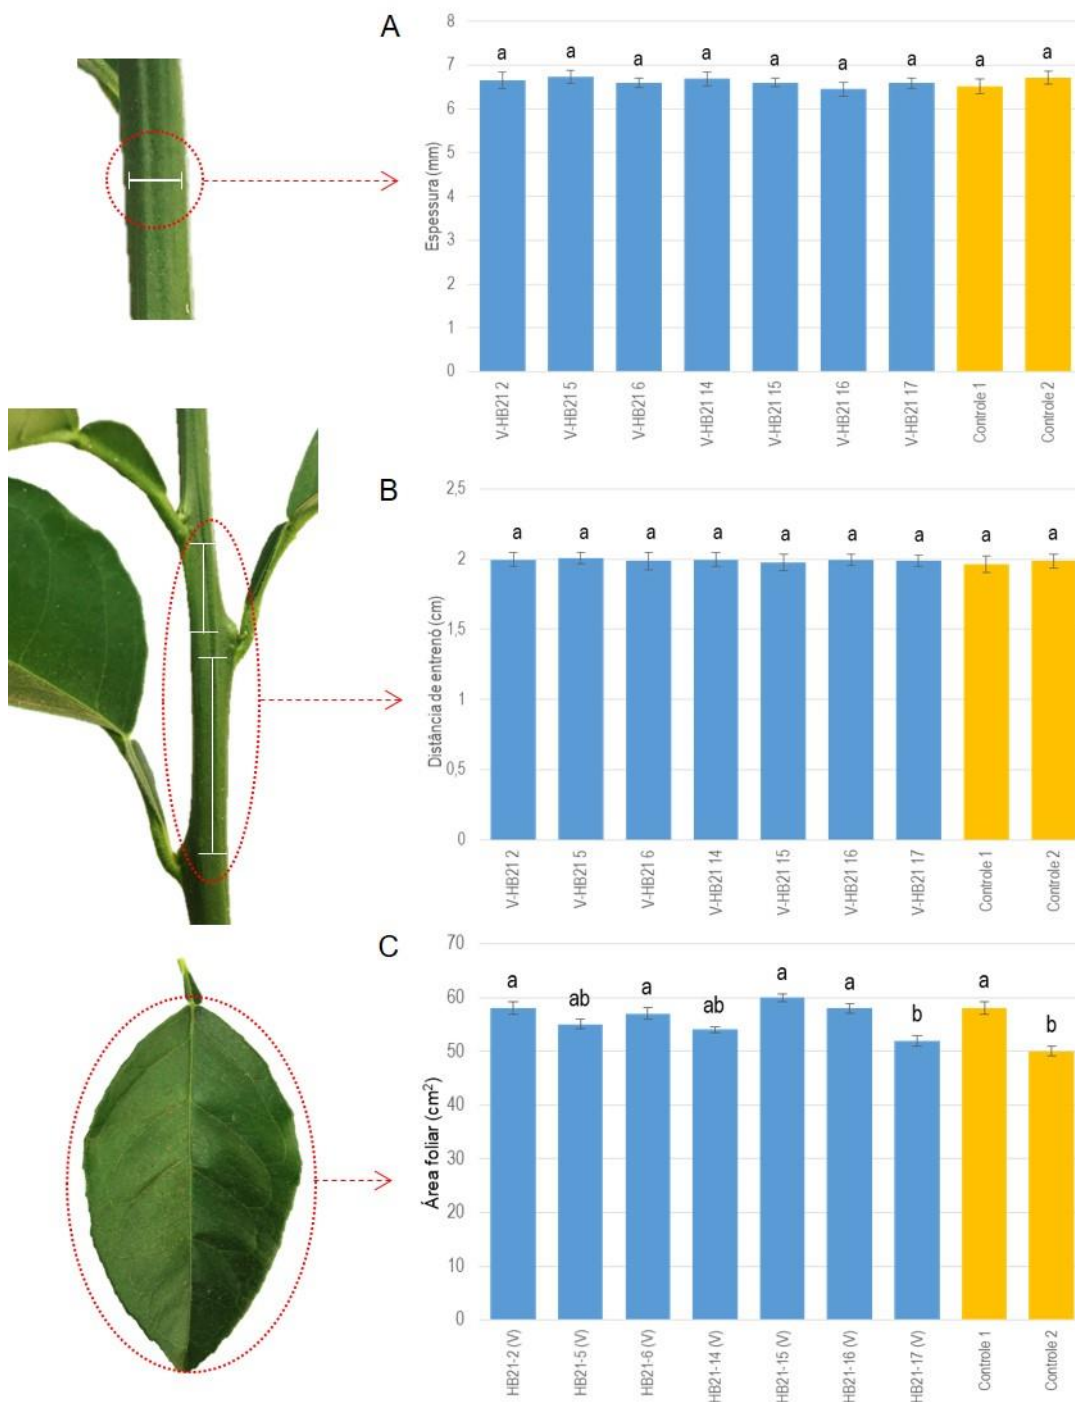 A
8
7
6
5
4
3
2
1
0
Espessura (mm)
a a a a a a a a a
V-HB21 2
V-HB21 5
V-HB21 6
V-HB21 14
V-HB21 15
V-HB21 16
V-HB21 17
Controle 1
Controle 2
B
2,5
2
1,5
1
0,5
0
Distância de entrenó (cm)
a a a a a a a a a
V-HB21 2
V-HB21 5
V-HB21 6
V-HB21 14
V-HB21 15
V-HB21 16
V-HB21 17
Controle 1
Controle 2
C
70
60
50
40
30
20
10
0
Área foliar (cm²)
a ab a ab a a b a b
HB21-2 (V)
HB21-5 (V)
HB21-6 (V)
HB21-14 (V)
HB21-15 (V)
HB21-16 (V)
HB21-17 (V)
Controle 1
Controle 2